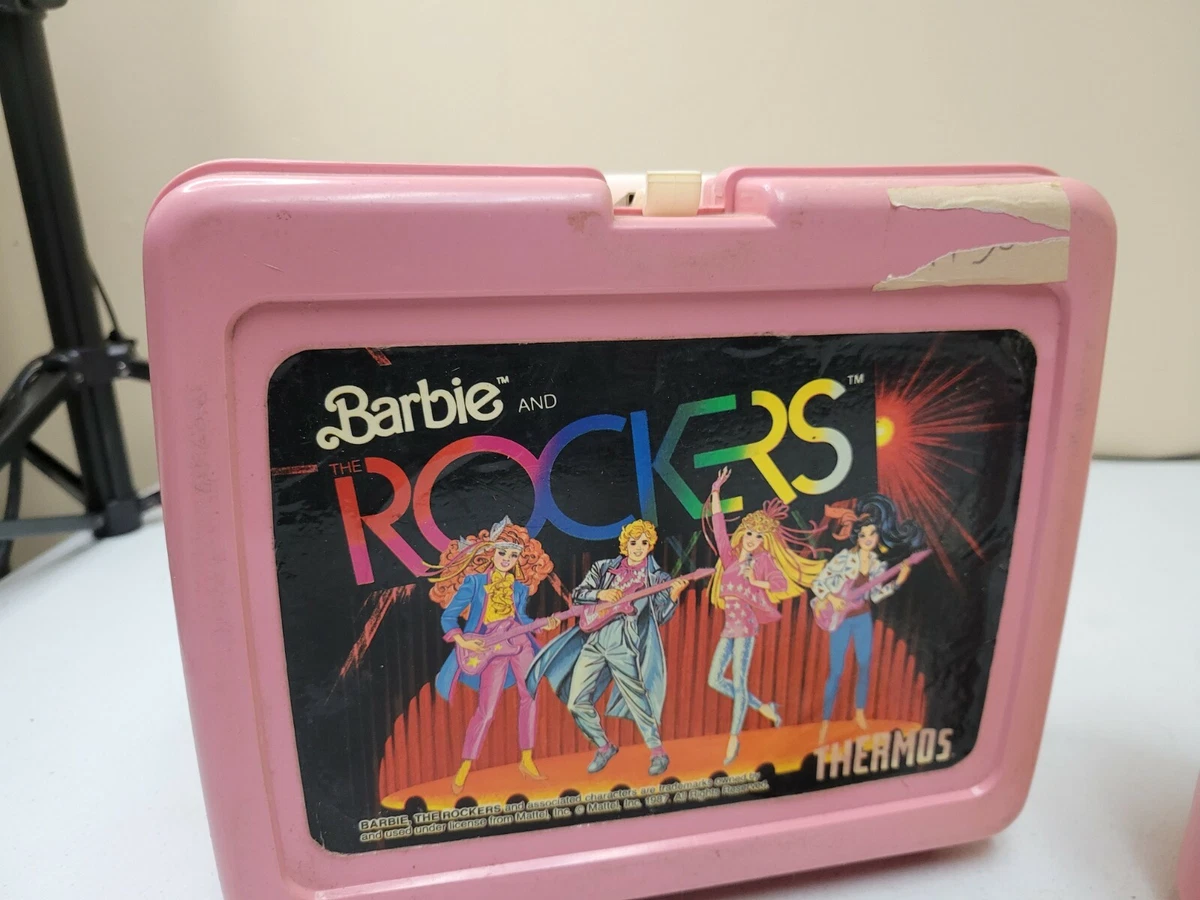 Barbie™ AND
THE ROCKERS™
THERMOS
BARBIE, THE ROCKERS and associated characters are trademarks owned by
and used under license from Mattel, Inc. © Mattel, Inc. 1987. All Rights Reserved.